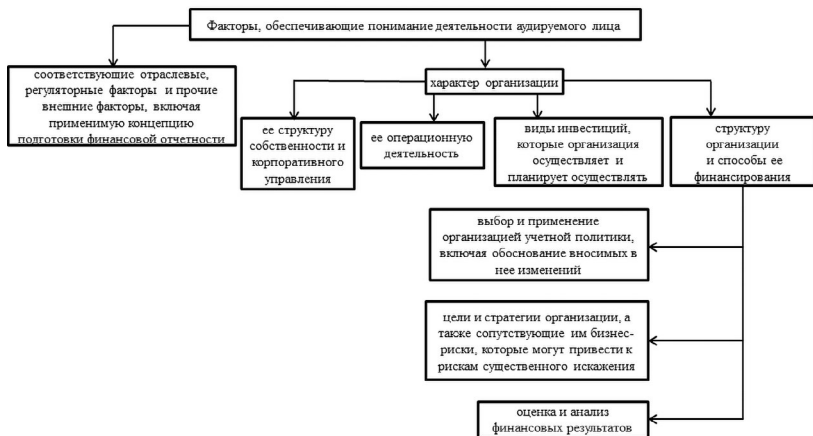 Факторы, обеспечивающие понимание деятельности аудируемого лица
соответствующие отраслевые,
регуляторные факторы и прочие
внешние факторы, включая
применимую концепцию
подготовки финансовой отчетности
характер организации
ее структуру
собственности и
корпоративного
управления
ее операционную
деятельность
виды инвестиций,
которые организация
осуществляет и
планирует осуществлять
структуру
организации
и способы ее
финансирования
выбор и применение
организацией учетной политики,
включая обоснование вносимых в
нее изменений
цели и стратегии организации, а
также сопутствующие им бизнес-
риски, которые могут привести к
рискам существенного искажения
оценка и анализ
финансовых результатов